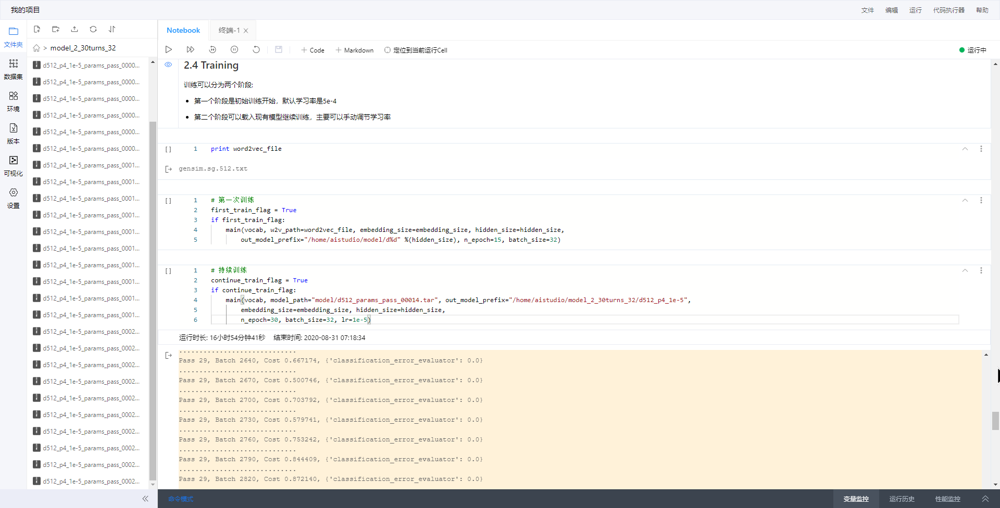 我的项目
文件 编辑 运行 代码执行器 帮助
文件夹
数据集
环境
版本
可视化
设置
> model_2_30turns_32
d512_p4_1e-5_params_pass_0000...
d512_p4_1e-5_params_pass_0000...
d512_p4_1e-5_params_pass_0000...
d512_p4_1e-5_params_pass_0000...
d512_p4_1e-5_params_pass_0000...
d512_p4_1e-5_params_pass_0000...
d512_p4_1e-5_params_pass_0001...
d512_p4_1e-5_params_pass_0001...
d512_p4_1e-5_params_pass_0001...
d512_p4_1e-5_params_pass_0001...
d512_p4_1e-5_params_pass_0001...
d512_p4_1e-5_params_pass_0001...
d512_p4_1e-5_params_pass_0001...
d512_p4_1e-5_params_pass_0001...
d512_p4_1e-5_params_pass_0001...
d512_p4_1e-5_params_pass_0001...
d512_p4_1e-5_params_pass_0002...
d512_p4_1e-5_params_pass_0002...
d512_p4_1e-5_params_pass_0002...
d512_p4_1e-5_params_pass_0002...
d512_p4_1e-5_params_pass_0002...
d512_p4_1e-5_params_pass_0002...
d512_p4_1e-5_params_pass_0002...
d512_p4_1e-5_params_pass_0002...
d512_p4_1e-5_params_pass_0002...
d512_p4_1e-5_params_pass_0002...
Notebook 终端-1
+ Code + Markdown 定位到当前运行Cell 运行中
2.4 Training
训练可以分为两个阶段:
• 第一个阶段是初始训练开始，默认学习率是5e-4
• 第二个阶段可以载入现有模型继续训练，主要可以手动调节学习率
[ ] 1 print word2vec_file
gensim.sg.512.txt
[ ] 1 # 第一次训练
2 first_train_flag = True
3 if first_train_flag:
4 main(vocab, w2v_path=word2vec_file, embedding_size=embedding_size, hidden_size=hidden_size,
5 out_model_prefix="/home/aistudio/model/d%d" %(hidden_size), n_epoch=15, batch_size=32)
[ ] 1 # 持续训练
2 continue_train_flag = True
3 if continue_train_flag:
4 main(vocab, model_path="model/d512_params_pass_00014.tar", out_model_prefix="/home/aistudio/model_2_30turns_32/d512_p4_1e-5",
5 embedding_size=embedding_size, hidden_size=hidden_size,
6 n_epoch=30, batch_size=32, lr=1e-5)
运行时长: 16小时54分钟41秒 结束时间: 2020-08-31 07:18:34
.............................
Pass 29, Batch 2640, Cost 0.667174, {'classification_error_evaluator': 0.0}
.............................
Pass 29, Batch 2670, Cost 0.500746, {'classification_error_evaluator': 0.0}
.............................
Pass 29, Batch 2700, Cost 0.703792, {'classification_error_evaluator': 0.0}
.............................
Pass 29, Batch 2730, Cost 0.579741, {'classification_error_evaluator': 0.0}
.............................
Pass 29, Batch 2760, Cost 0.753242, {'classification_error_evaluator': 0.0}
.............................
Pass 29, Batch 2790, Cost 0.844409, {'classification_error_evaluator': 0.0}
.............................
Pass 29, Batch 2820, Cost 0.872140, {'classification_error_evaluator': 0.0}
命令模式 变量监控 运行历史 性能监控